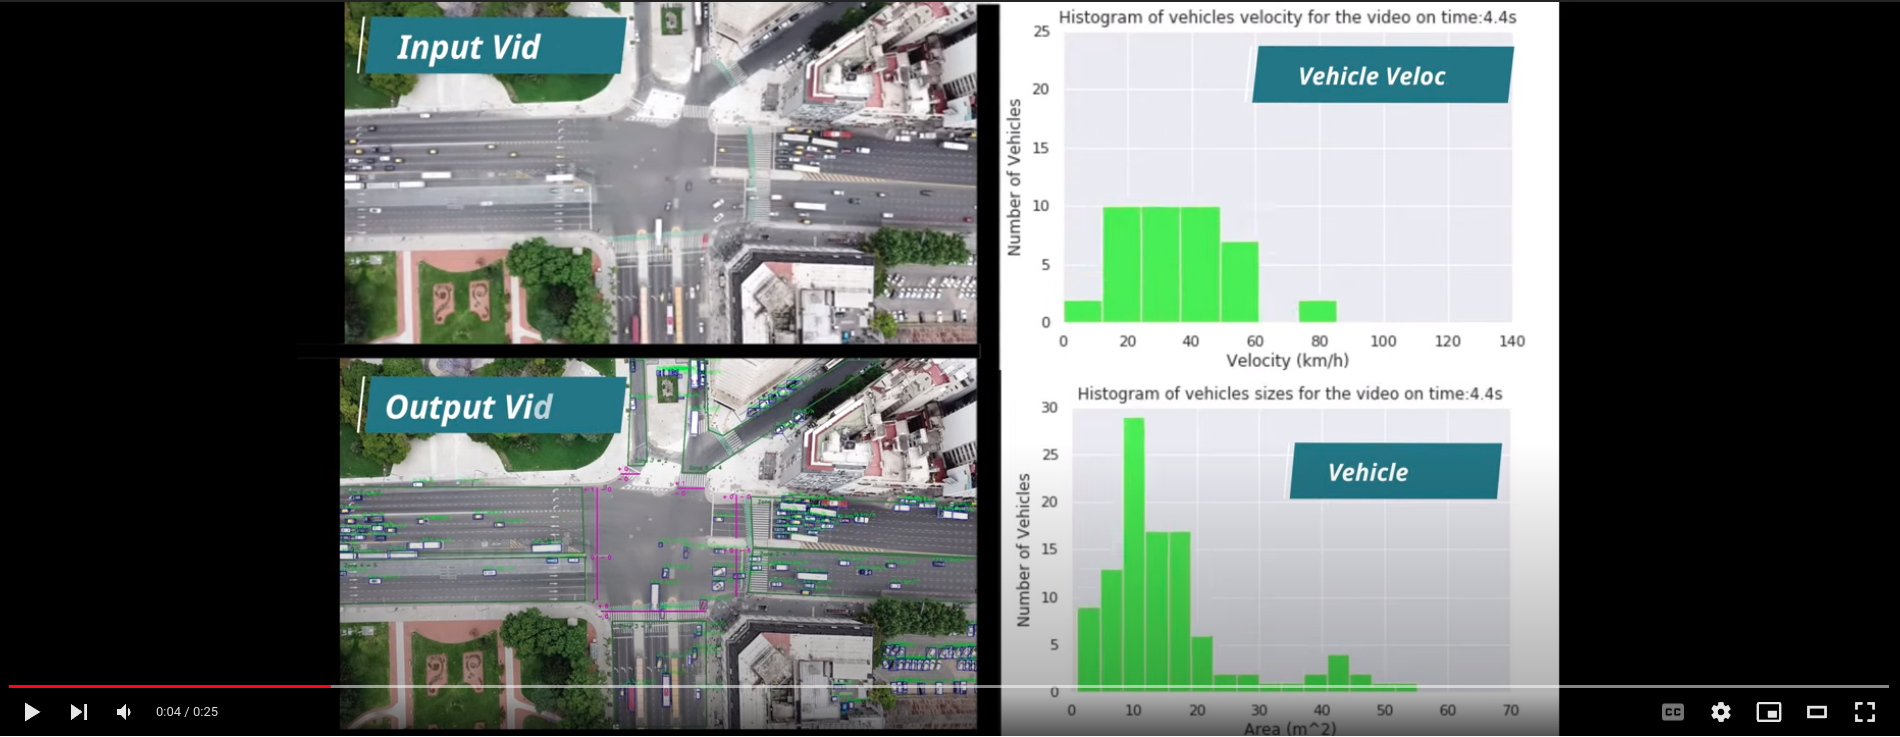 Input Vid
Histogram of vehicles velocity for the video on time:4.4s
Vehicle Veloc
Number of Vehicles
25
20
15
10
5
0
0 20 40 60 80 100 120 140
Velocity (km/h)
Output Vid
Histogram of vehicles sizes for the video on time:4.4s
Vehicle
Number of Vehicles
30
25
20
15
10
5
0
0 10 20 30 40 50 60 70
Area (m^2)
0:04 / 0:25
CC